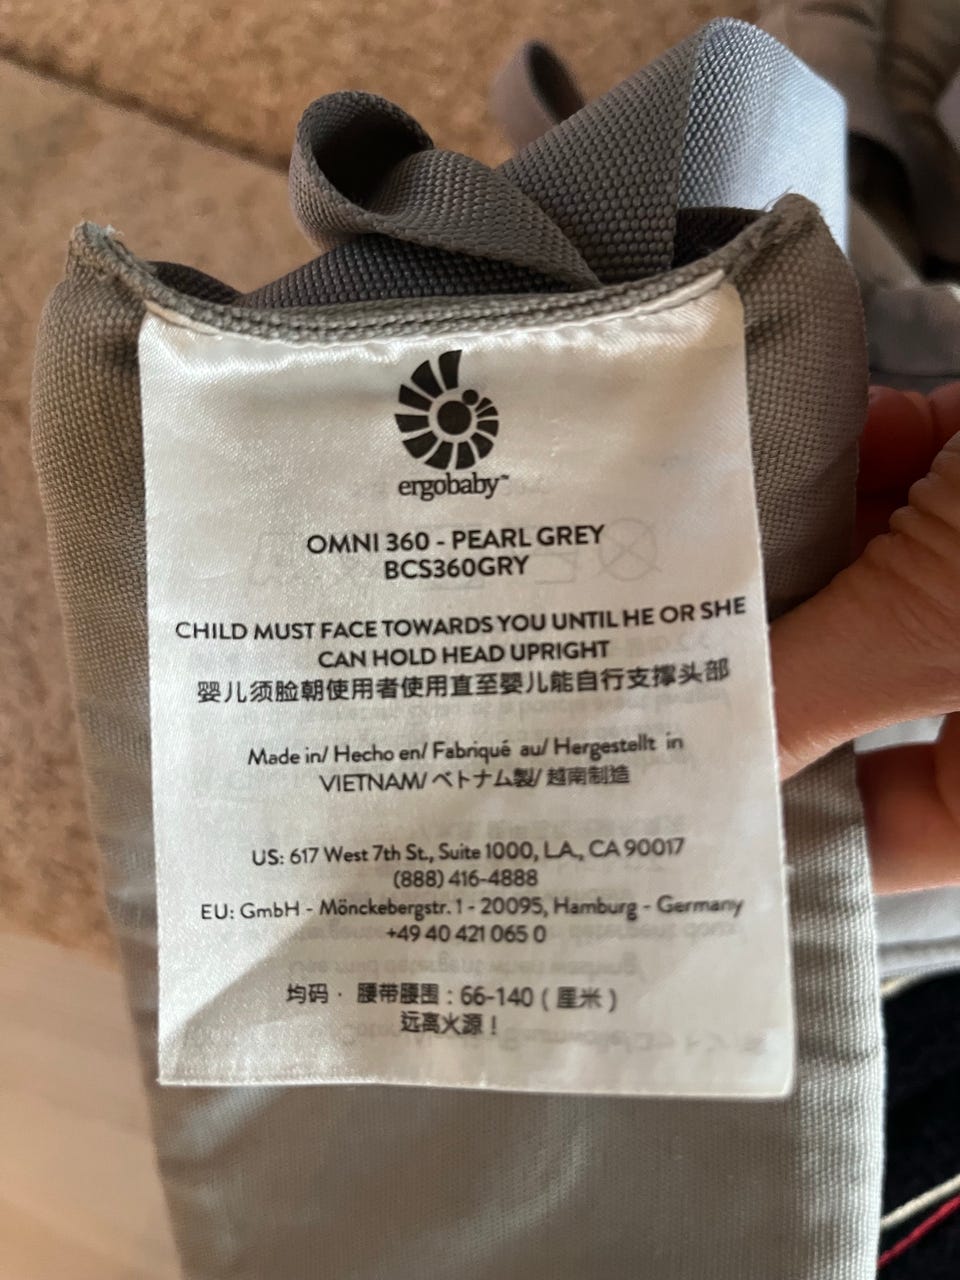 ergobaby™
OMNI 360 - PEARL GREY
BCS360GRY
CHILD MUST FACE TOWARDS YOU UNTIL HE OR SHE
CAN HOLD HEAD UPRIGHT
婴儿须脸朝使用者使用直至婴儿能自行支撑头部
Made in/ Hecho en/ Fabriqué au/ Hergestellt in
VIETNAM/ ベトナム製/ 越南制造
US: 617 West 7th St., Suite 1000, L.A., CA 90017
(888) 416-4888
EU: GmbH - Mönckebergstr. 1 - 20095, Hamburg - Germany
+49 40 421 065 0
均码 · 腰带腰围 : 66-140 ( 厘米 )
远离火源 !